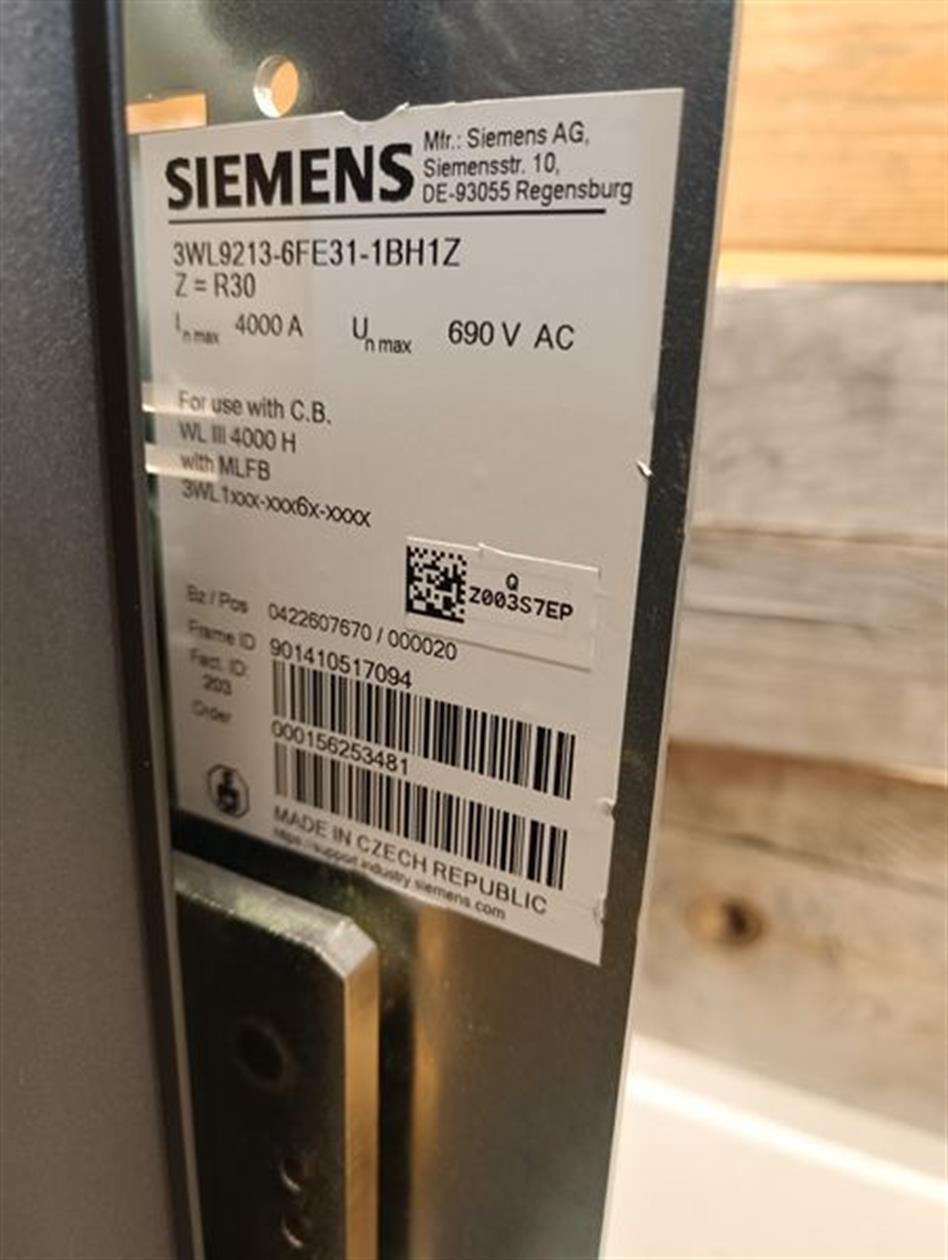 SIEMENS
Mfr.: Siemens AG,
Siemensstr. 10,
DE-93055 Regensburg
3WL9213-6FE31-1BH1Z
Z = R30
In max 4000 A Un max 690 V AC
For use with C.B.
WL III 4000 H
with MLFB
3WL1xxx-xxx6x-xxxx
Q
Z003S7EP
Bz / Pos 0422607670 / 000020
Frame ID 901410517094
Fact. ID:
203
Order 000156253481
MADE IN CZECH REPUBLIC
https://support.industry.siemens.com